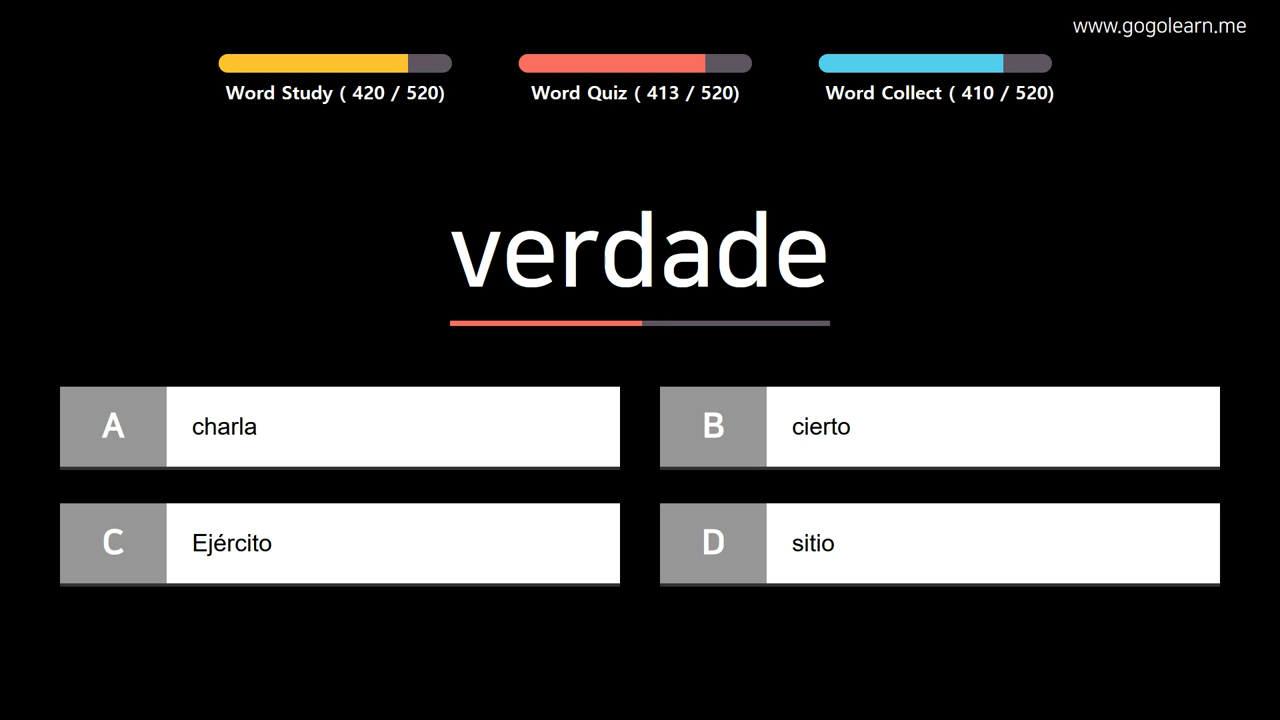 www.gogolearn.me
Word Study ( 420 / 520)
Word Quiz ( 413 / 520)
Word Collect ( 410 / 520)
verdade
A charla
B cierto
C Ejército
D sitio